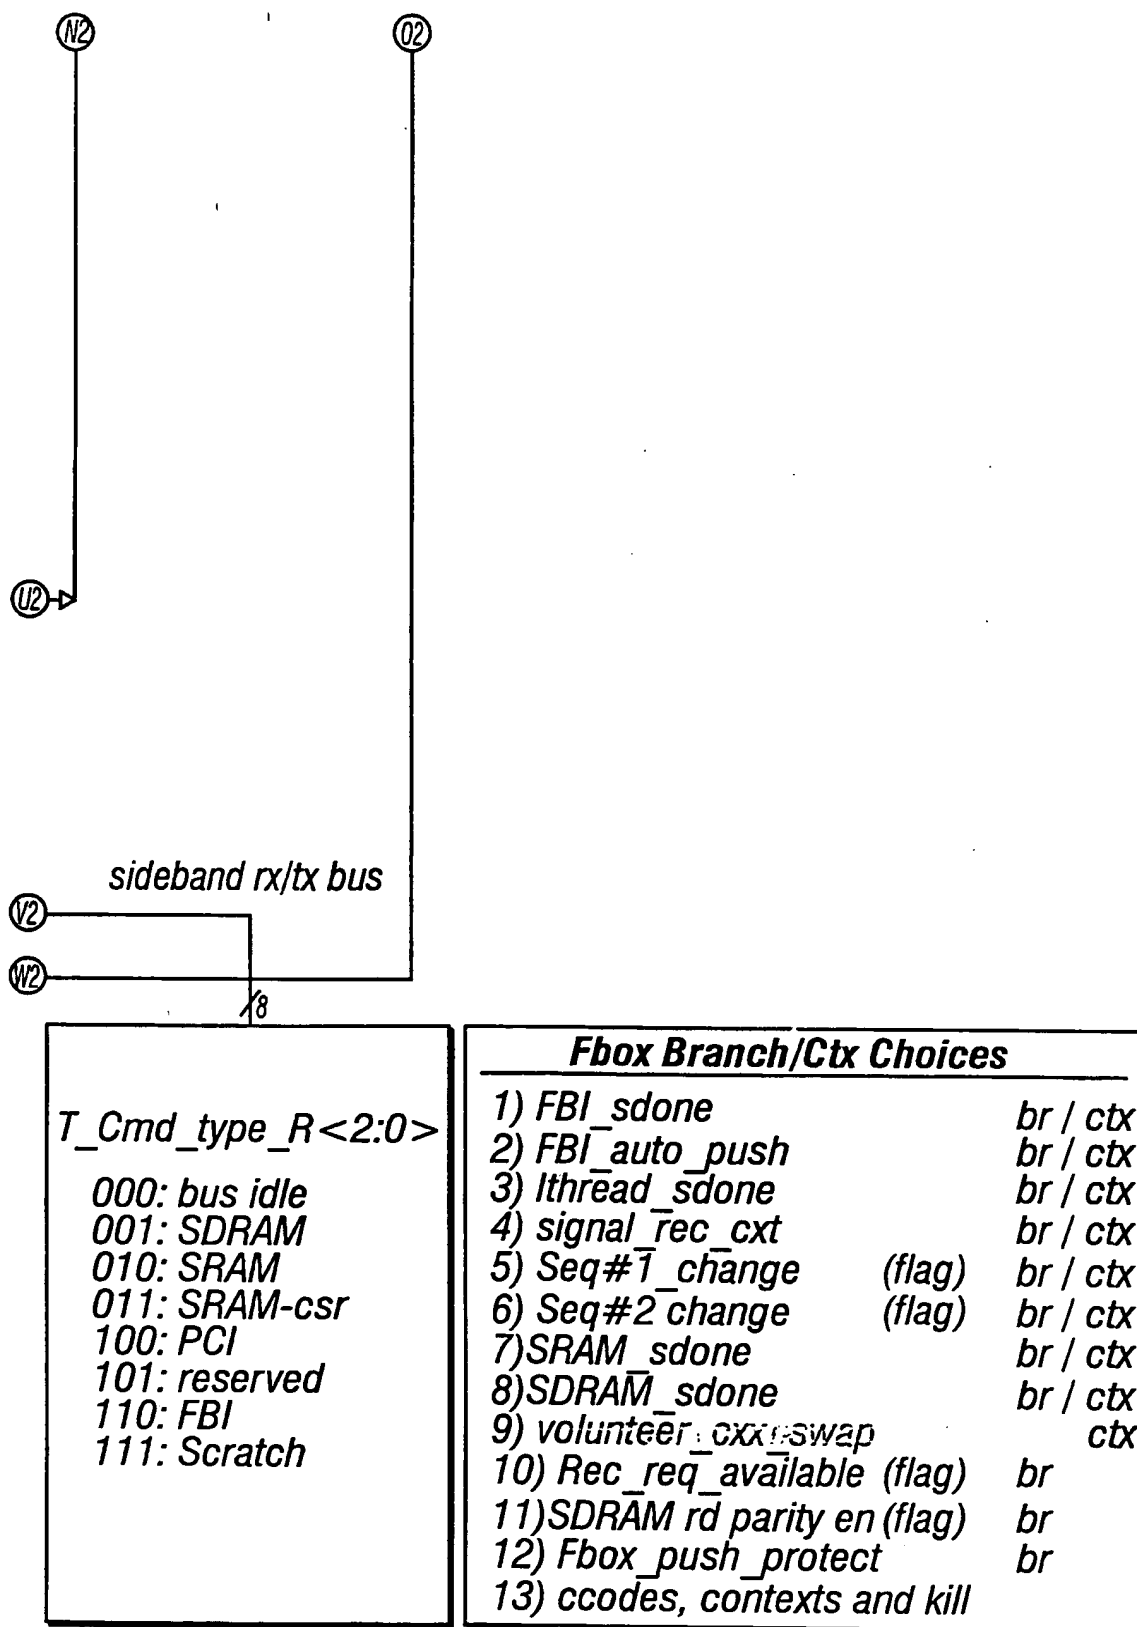 N2
O2
U2
sideband rx/tx bus
V2
W2
8
T_Cmd_type_R<2:0>
000: bus idle
001: SDRAM
010: SRAM
011: SRAM-csr
100: PCI
101: reserved
110: FBI
111: Scratch
Fbox Branch/Ctx Choices
1) FBI_sdone br / ctx
2) FBI_auto_push br / ctx
3) Ithread_sdone br / ctx
4) signal_rec_cxt br / ctx
5) Seq#1_change (flag) br / ctx
6) Seq#2 change (flag) br / ctx
7)SRAM_sdone br / ctx
8)SDRAM_sdone br / ctx
9) volunteer swap ctx
10) Rec_req_available (flag) br
11)SDRAM rd parity en (flag) br
12) Fbox_push_protect br
13) ccodes, contexts and kill